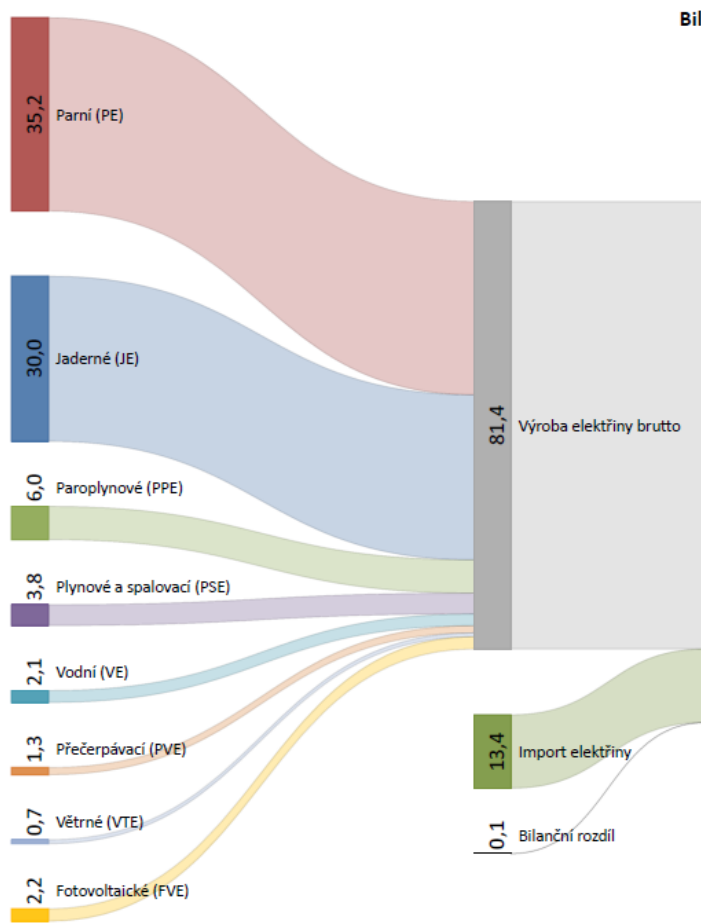 Bil
35,2
Parní (PE)
30,0
Jaderné (JE)
6,0
Paroplynové (PPE)
3,8
Plynové a spalovací (PSE)
2,1
Vodní (VE)
1,3
Přečerpávací (PVE)
0,7
Větrné (VTE)
2,2
Fotovoltaické (FVE)
81,4
Výroba elektřiny brutto
13,4
Import elektřiny
0,1
Bilanční rozdíl